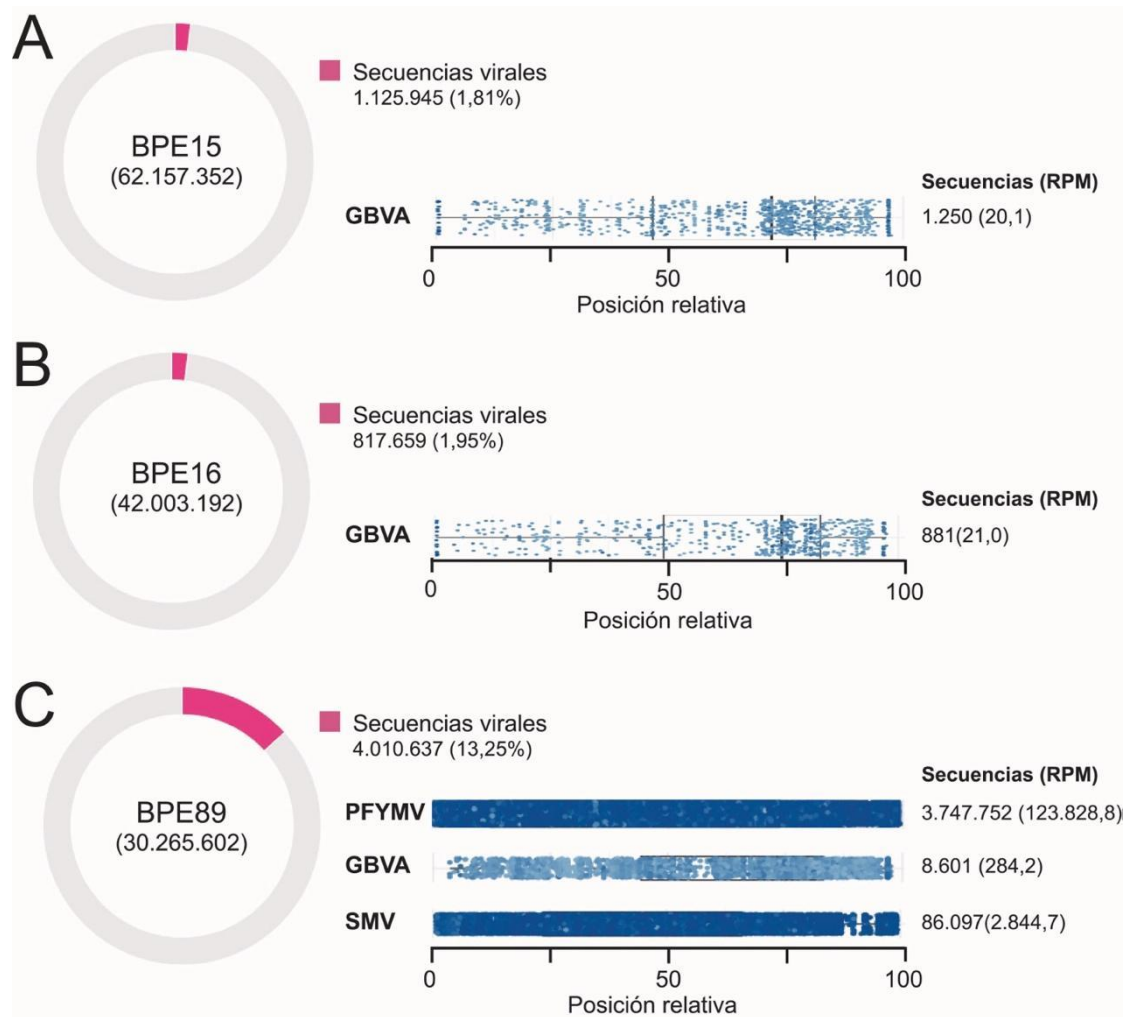 A
BPE15
(62.157.352)
Secuencias virales
1.125.945 (1,81%)
Secuencias (RPM)
GBVA
1.250 (20,1)
0 50 100
Posición relativa
B
BPE16
(42.003.192)
Secuencias virales
817.659 (1,95%)
Secuencias (RPM)
GBVA
881(21,0)
0 50 100
Posición relativa
C
BPE89
(30.265.602)
Secuencias virales
4.010.637 (13,25%)
Secuencias (RPM)
PFYMV
3.747.752 (123.828,8)
GBVA
8.601 (284,2)
SMV
86.097(2.844,7)
0 50 100
Posición relativa